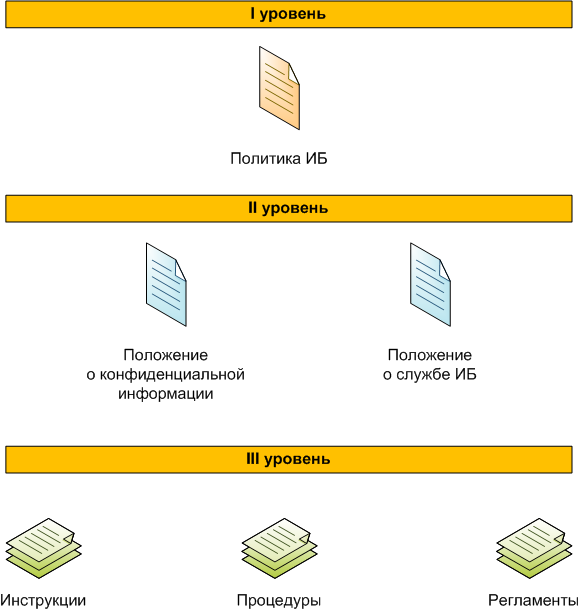 I уровень
Политика ИБ
II уровень
Положение
о конфиденциальной
информации
Положение
о службе ИБ
III уровень
Инструкции
Процедуры
Регламенты